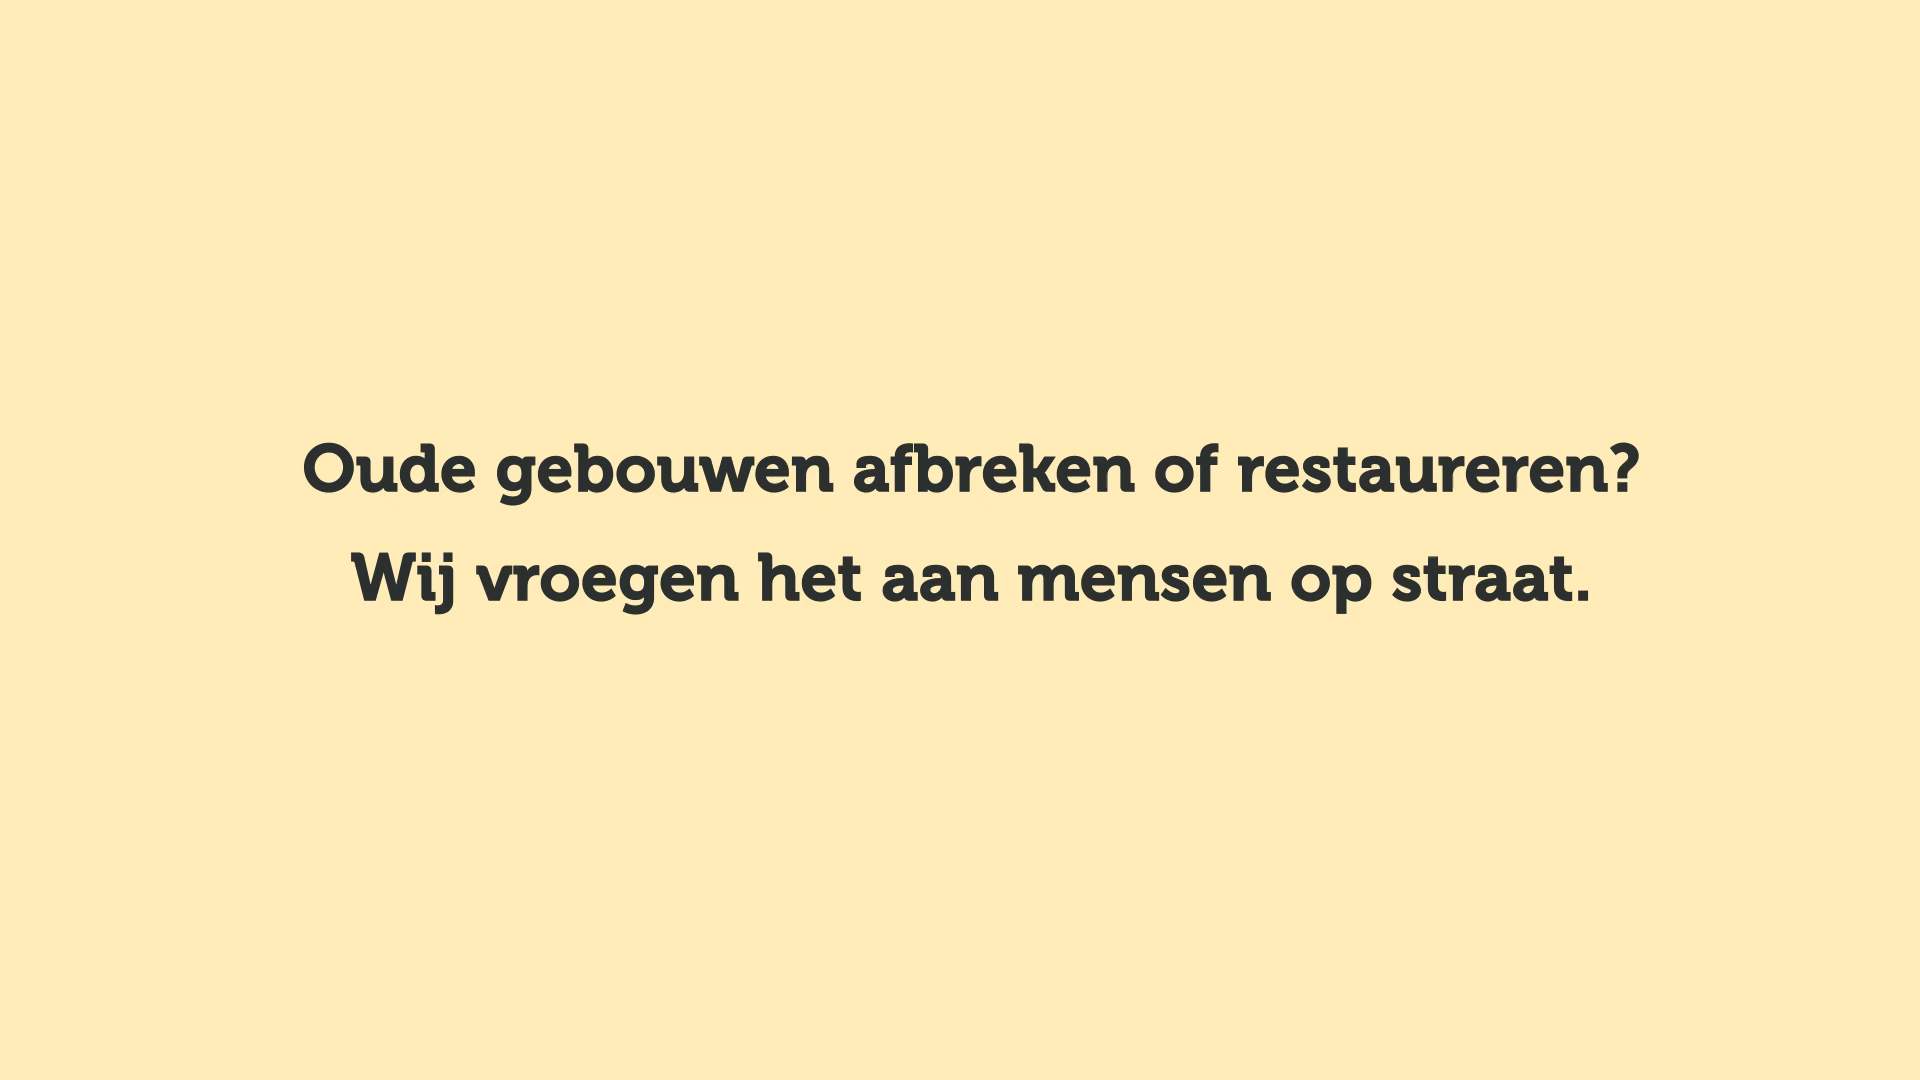 Oude gebouwen afbreken of restaureren?
Wij vroegen het aan mensen op straat.